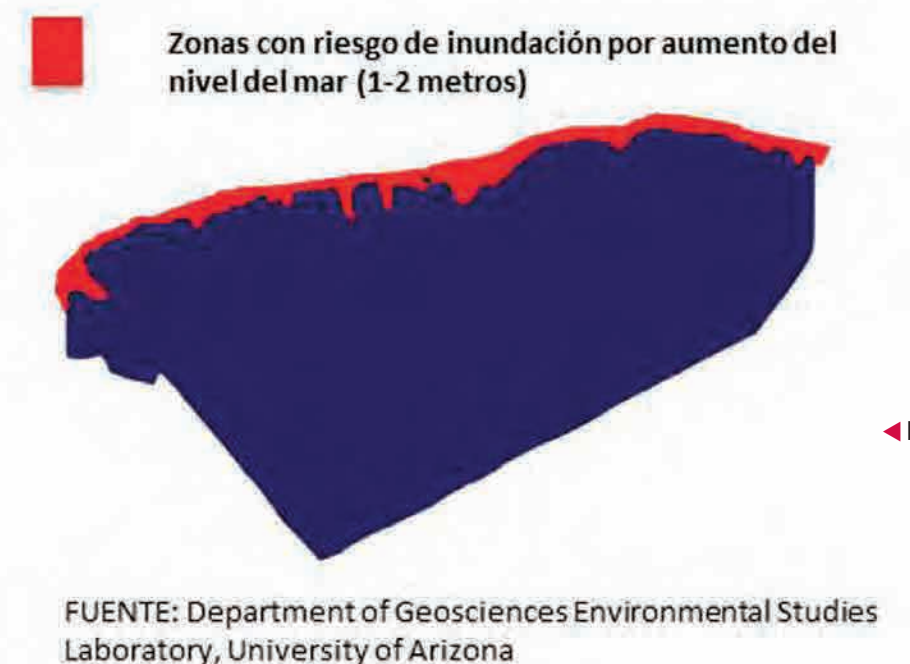 Zonas con riesgo de inundación por aumento del
nivel del mar (1-2 metros)
FUENTE: Department of Geosciences Environmental Studies
Laboratory, University of Arizona